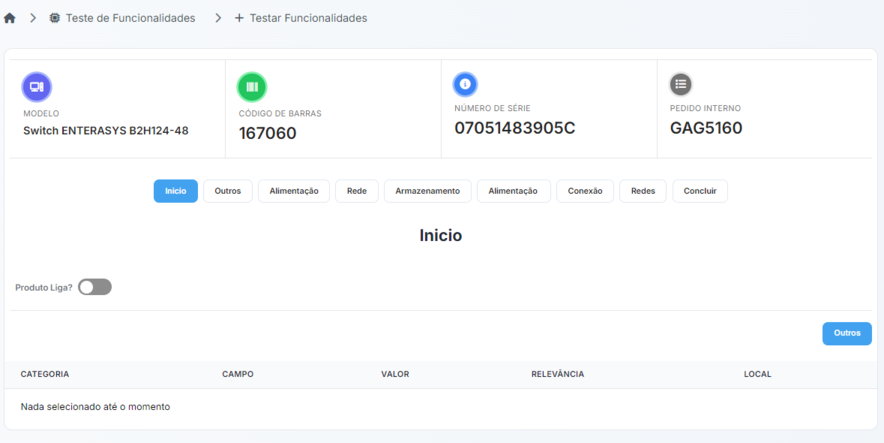 Teste de Funcionalidades
Testar Funcionalidades
MODELO
Switch ENTERASYS B2H124-48
CÓDIGO DE BARRAS
167060
NÚMERO DE SÉRIE
07051483905C
PEDIDO INTERNO
GAG5160
Inicio Outros Alimentação Rede Armazenamento Alimentação Conexão Redes Concluir
Inicio
Produto Liga?
Outros
CATEGORIA CAMPO VALOR RELEVÂNCIA LOCAL
Nada selecionado até o momento